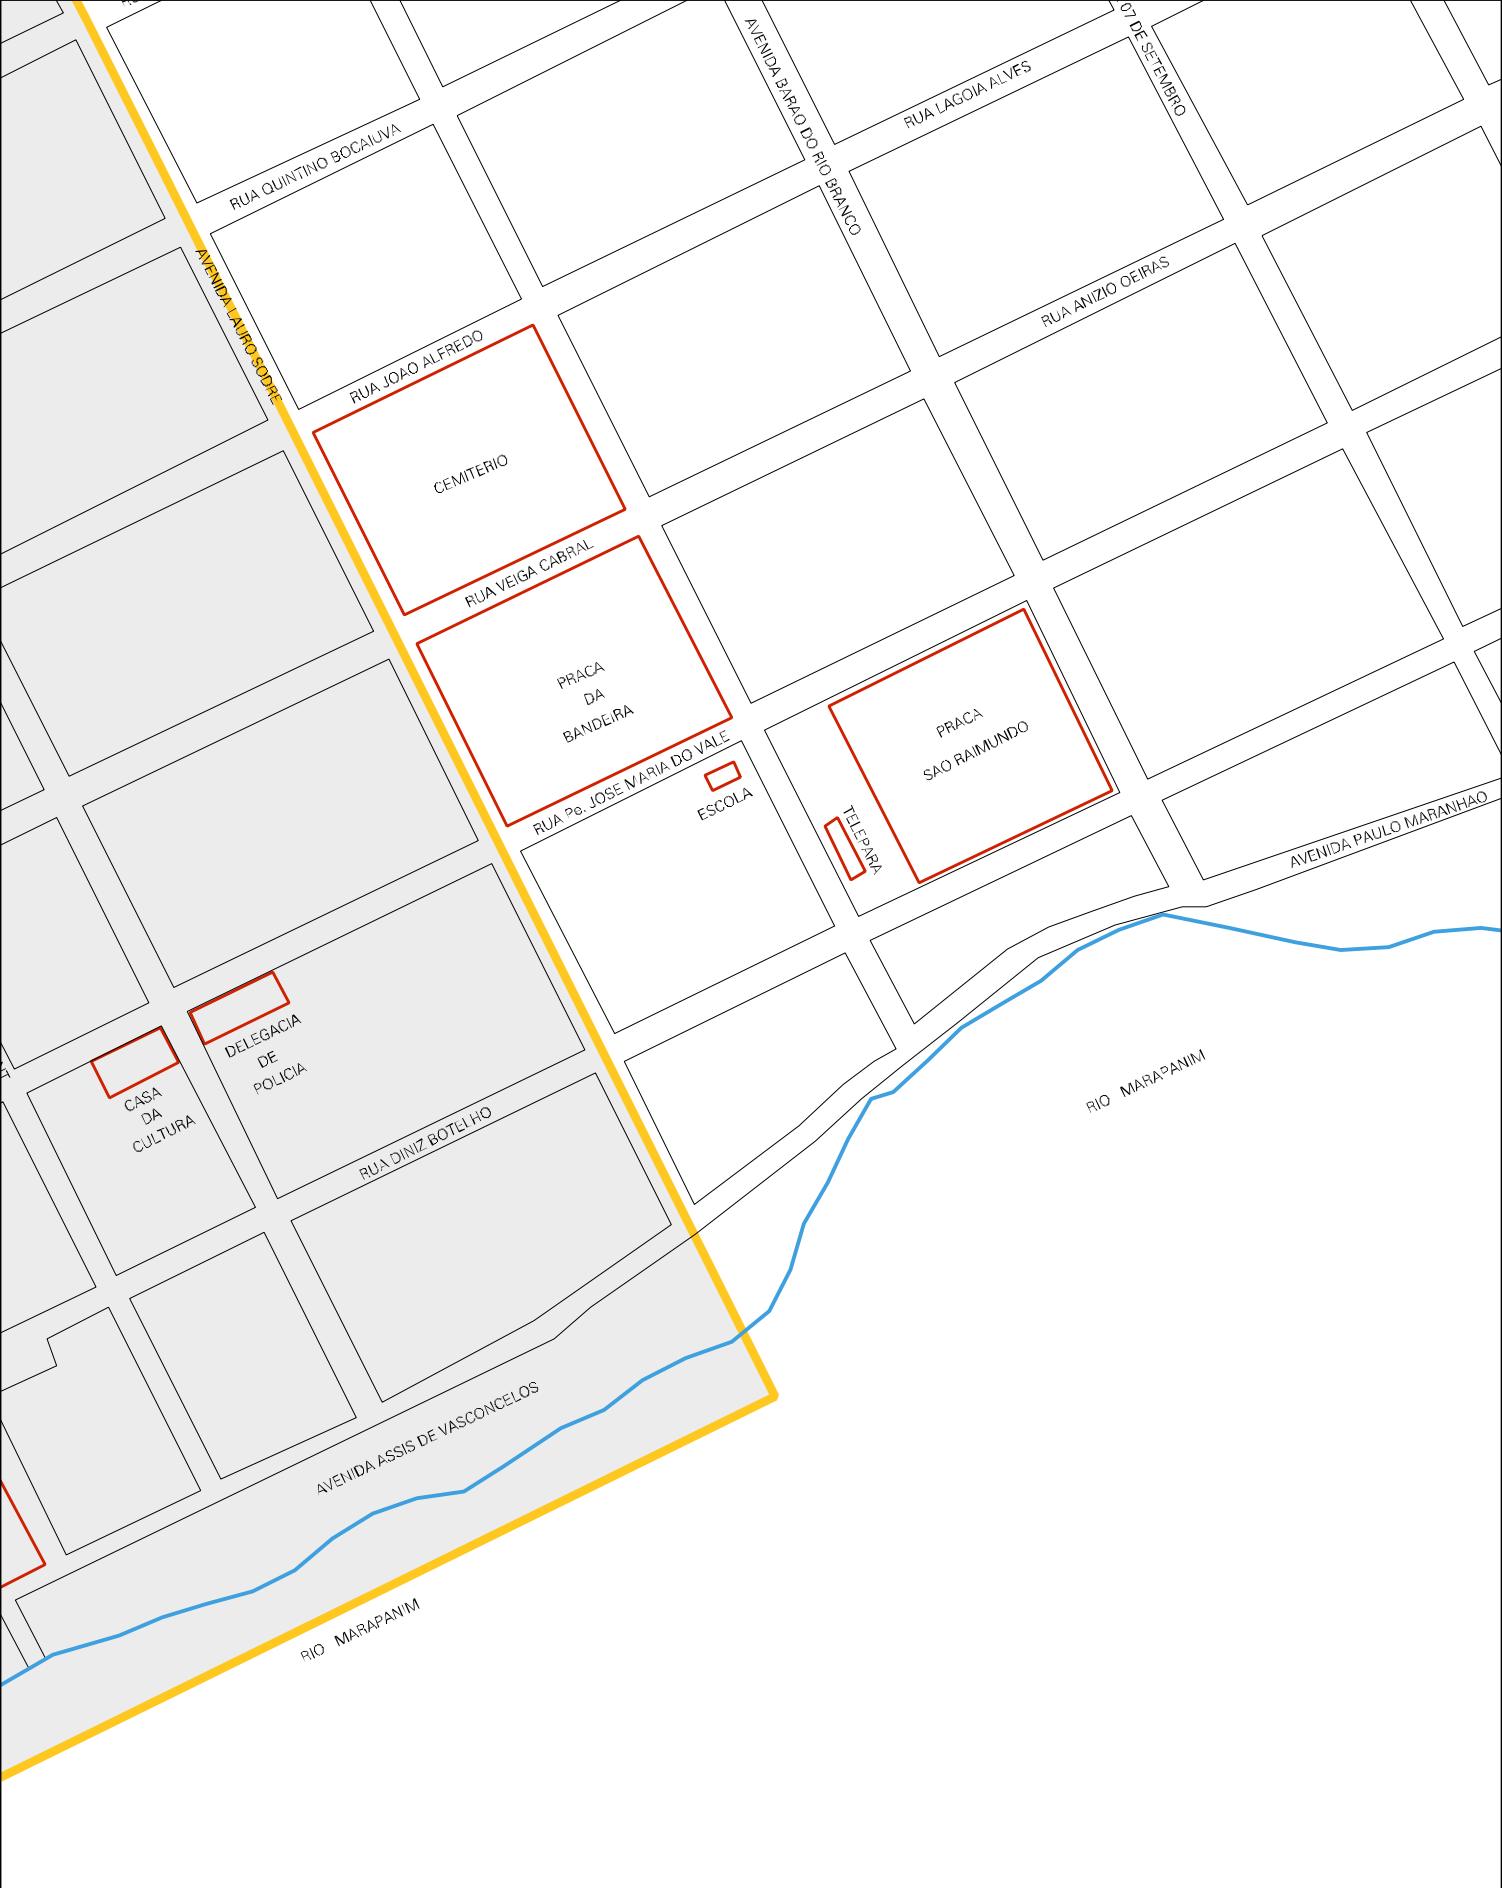 AVENIDA BARAO DO RIO BRANCO
07 DE SETEMBRO
RUA LAGOIA ALVES
RUA QUINTINO BOCAIUVA
AVENIDA LAURO SODRE
RUA ANIZIO OEIRAS
RUA JOAO ALFREDO
CEMITERIO
RUA VEIGA CABRAL
PRACA
DA
BANDEIRA
PRACA
SAO RAIMUNDO
RUA Pe. JOSE MARIA DO VALE
ESCOLA
TELEPARA
AVENIDA PAULO MARANHAO
DELEGACIA
DE
POLICIA
CASA
DA
CULTURA
RIO MARAPANIM
RUA DINIZ BOTELHO
AVENIDA ASSIS DE VASCONCELOS
RIO MARAPANIM